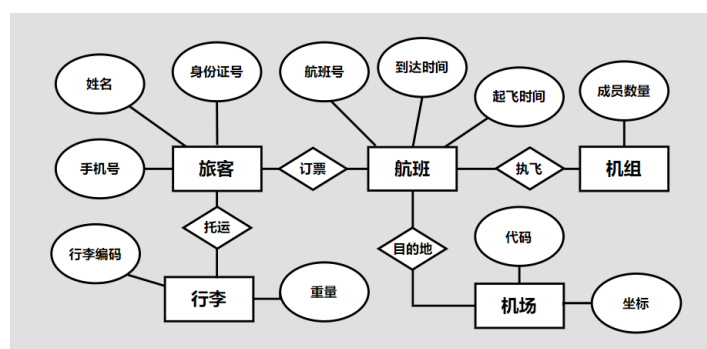 身份证号
航班号
到达时间
姓名
起飞时间
成员数量
手机号
旅客
订票
航班
执飞
机组
托运
行李编码
目的地
代码
行李
重量
机场
坐标